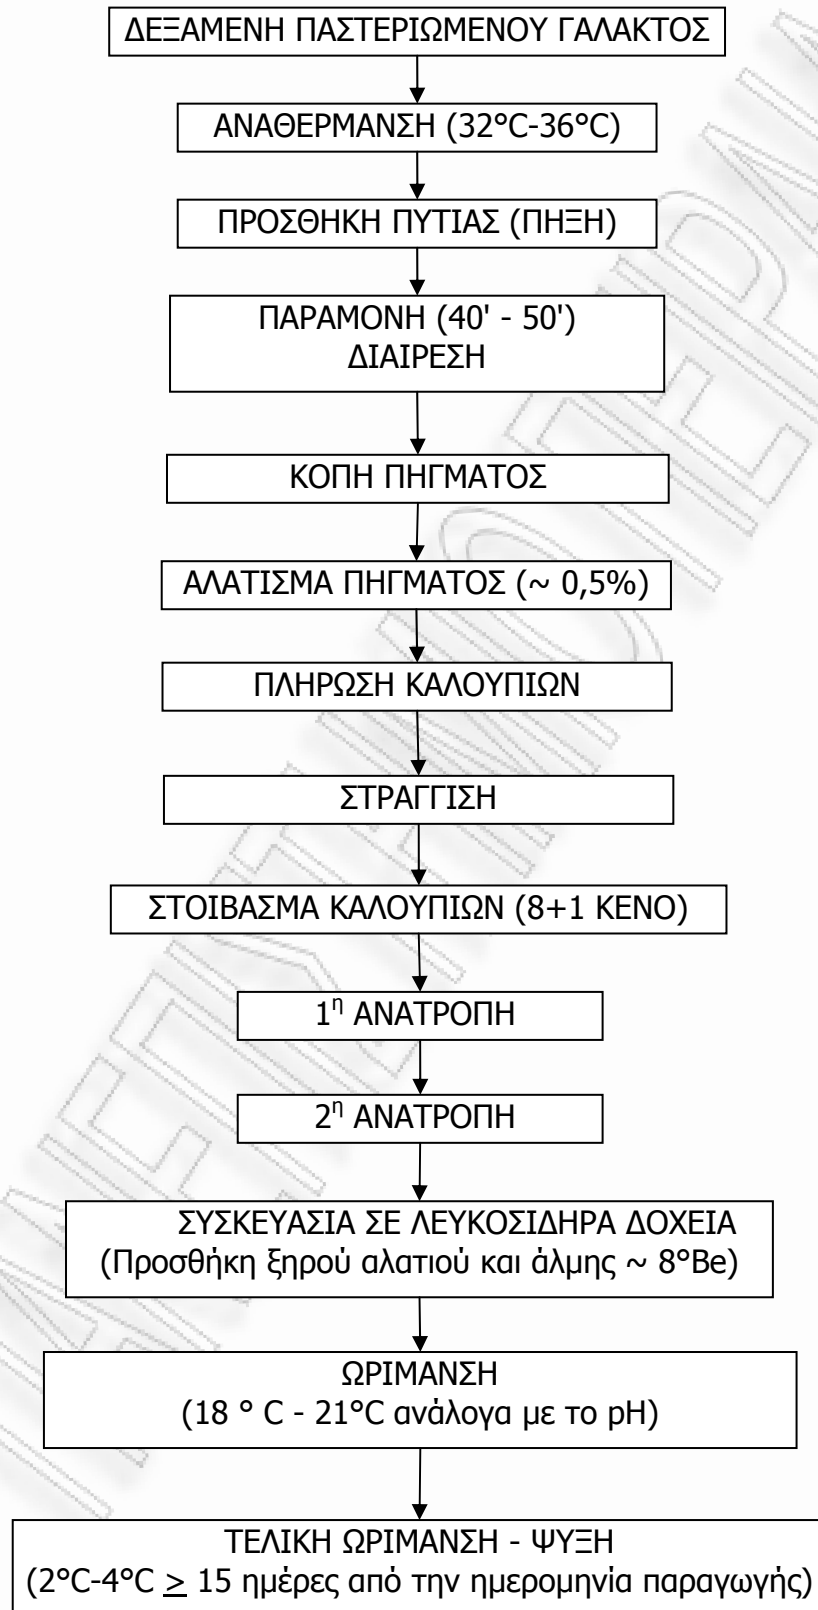 ΔΕΞΑΜΕΝΗ ΠΑΣΤΕΡΙΩΜΕΝΟΥ ΓΑΛΑΚΤΟΣ
ΑΝΑΘΕΡΜΑΝΣΗ (32°C-36°C)
ΠΡΟΣΘΗΚΗ ΠΥΤΙΑΣ (ΠΗΞΗ)
ΠΑΡΑΜΟΝΗ (40' - 50')
ΔΙΑΙΡΕΣΗ
ΚΟΠΗ ΠΗΓΜΑΤΟΣ
ΑΛΑΤΙΣΜΑ ΠΗΓΜΑΤΟΣ (~ 0,5%)
ΠΛΗΡΩΣΗ ΚΑΛΟΥΠΙΩΝ
ΣΤΡΑΓΓΙΣΗ
ΣΤΟΙΒΑΣΜΑ ΚΑΛΟΥΠΙΩΝ (8+1 ΚΕΝΟ)
1η ΑΝΑΤΡΟΠΗ
2η ΑΝΑΤΡΟΠΗ
ΣΥΣΚΕΥΑΣΙΑ ΣΕ ΛΕΥΚΟΣΙΔΗΡΑ ΔΟΧΕΙΑ
(Προσθήκη ξηρού αλατιού και άλμης ~ 8°Be)
ΩΡΙΜΑΝΣΗ
(18 ° C - 21°C ανάλογα με το pH)
ΤΕΛΙΚΗ ΩΡΙΜΑΝΣΗ - ΨΥΞΗ
(2°C-4°C ≥ 15 ημέρες από την ημερομηνία παραγωγής)